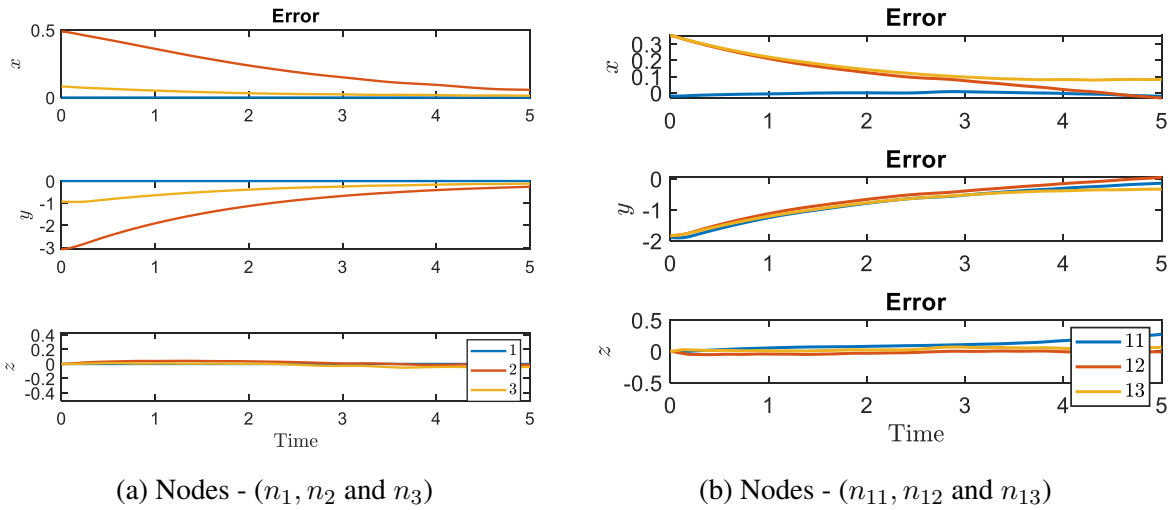 Error
x
0.5
0
0 1 2 3 4 5
y
0
-1
-2
-3
0 1 2 3 4 5
z
0.4
0.2
0
-0.2
-0.4
1
2
3
0 1 2 3 4 5
Time
(a) Nodes - (n₁, n₂ and n₃)
Error
x
0.3
0.2
0.1
0
0 1 2 3 4 5
Error
y
0
-1
-2
0 1 2 3 4 5
Error
z
0.5
0
-0.5
11
12
13
0 1 2 3 4 5
Time
(b) Nodes - (n₁₁, n₁₂ and n₁₃)